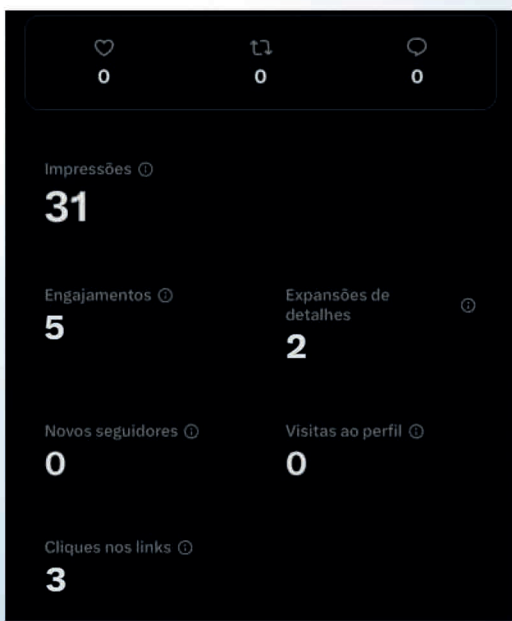 0 0 0
Impressões
31
Engajamentos
5
Expansões de
detalhes
2
Novos seguidores
0
Visitas ao perfil
0
Cliques nos links
3